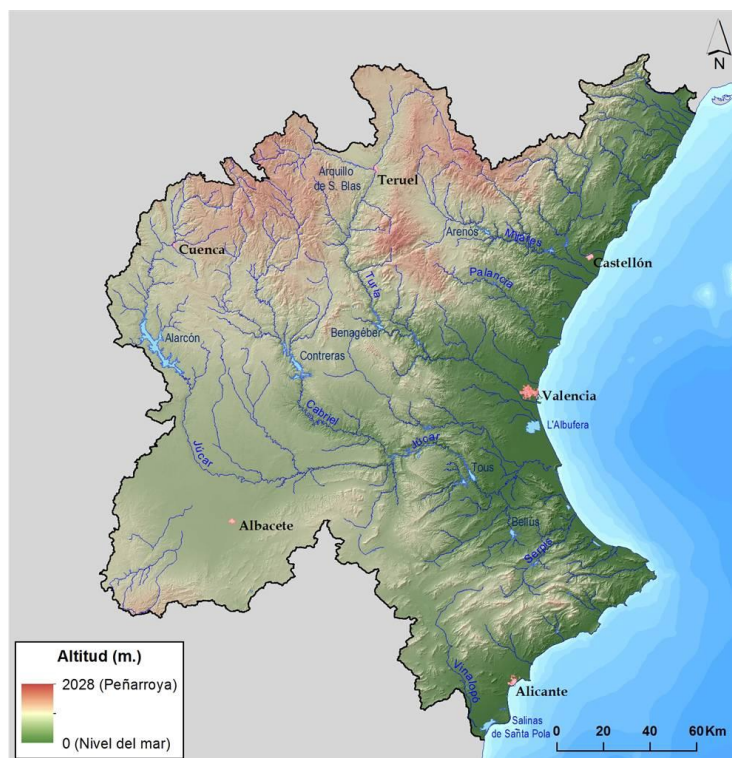 N
Arquillo
de S. Blas
Teruel
Cuenca
Arenós
Mijares
Castellón
Palancia
Turia
Alarcón
Benagéber
Contreras
Valencia
L'Albufera
Cabriel
Júcar
Júcar
Tous
Albacete
Bellús
Serpis
Vinalopó
Alicante
Salinas
de Santa Pola
Altitud (m.)
2028 (Peñarroya)
0 (Nivel del mar)
0 20 40 60 Km